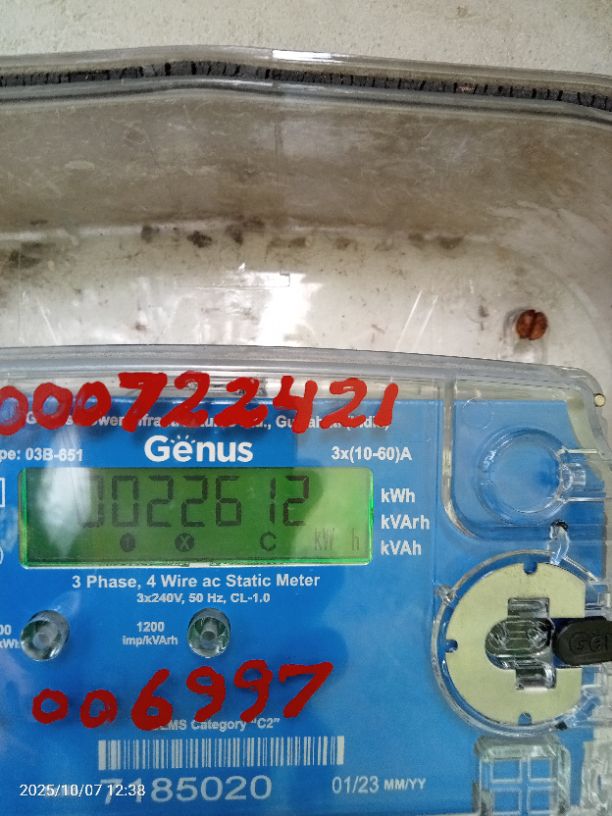 000722421
Genus
3x(10-60)A
pe: 03B-651
0022612
kW h
kWh
kVArh
kVAh
3 Phase, 4 Wire ac Static Meter
3x240V, 50 Hz, CL-1.0
1200
imp/kVArh
006997
Category "C2"
7185020
01/23 MM/YY
2025/10/07 12:38